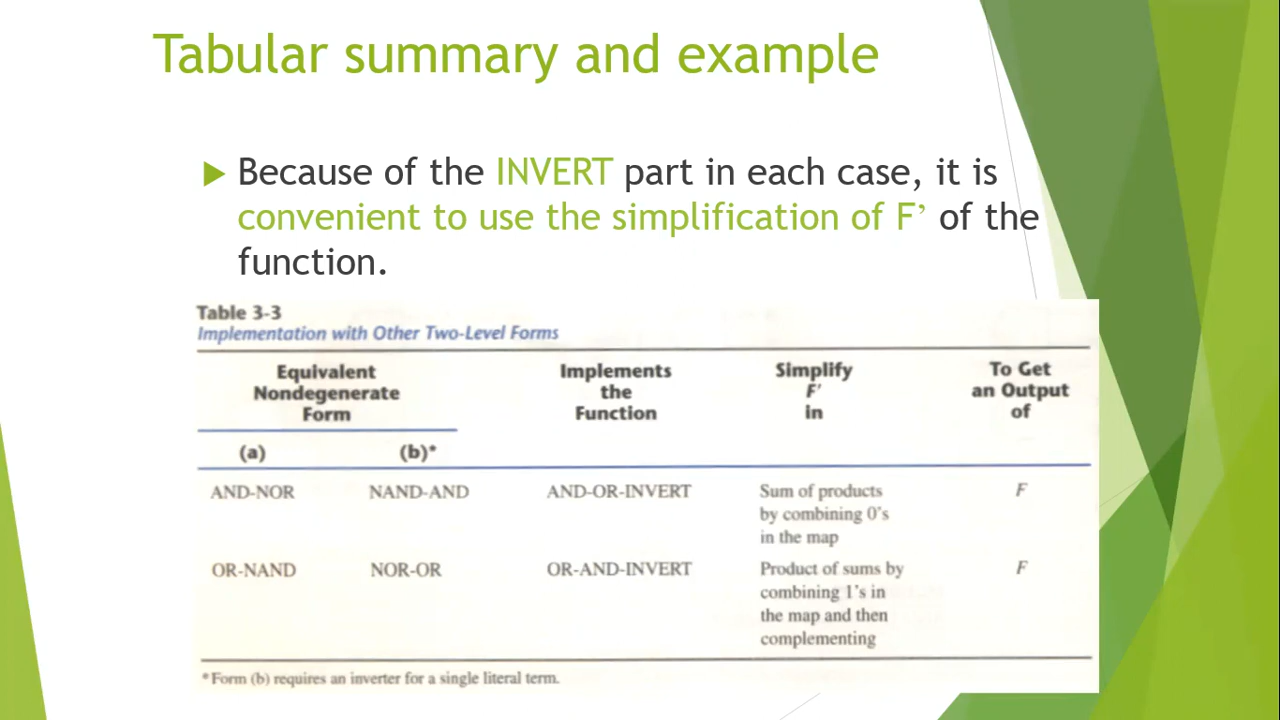 Tabular summary and example
Because of the INVERT part in each case, it is
convenient to use the simplification of F’ of the
function.
Table 3-3
Implementation with Other Two-Level Forms
Equivalent
Nondegenerate
Form
Implements
the
Function
Simplify
F'
in
To Get
an Output
of
(a) (b)*
AND-NOR NAND-AND AND-OR-INVERT Sum of products F
by combining 0's
in the map
OR-NAND NOR-OR OR-AND-INVERT Product of sums by F
combining 1's in
the map and then
complementing
*Form (b) requires an inverter for a single literal term.